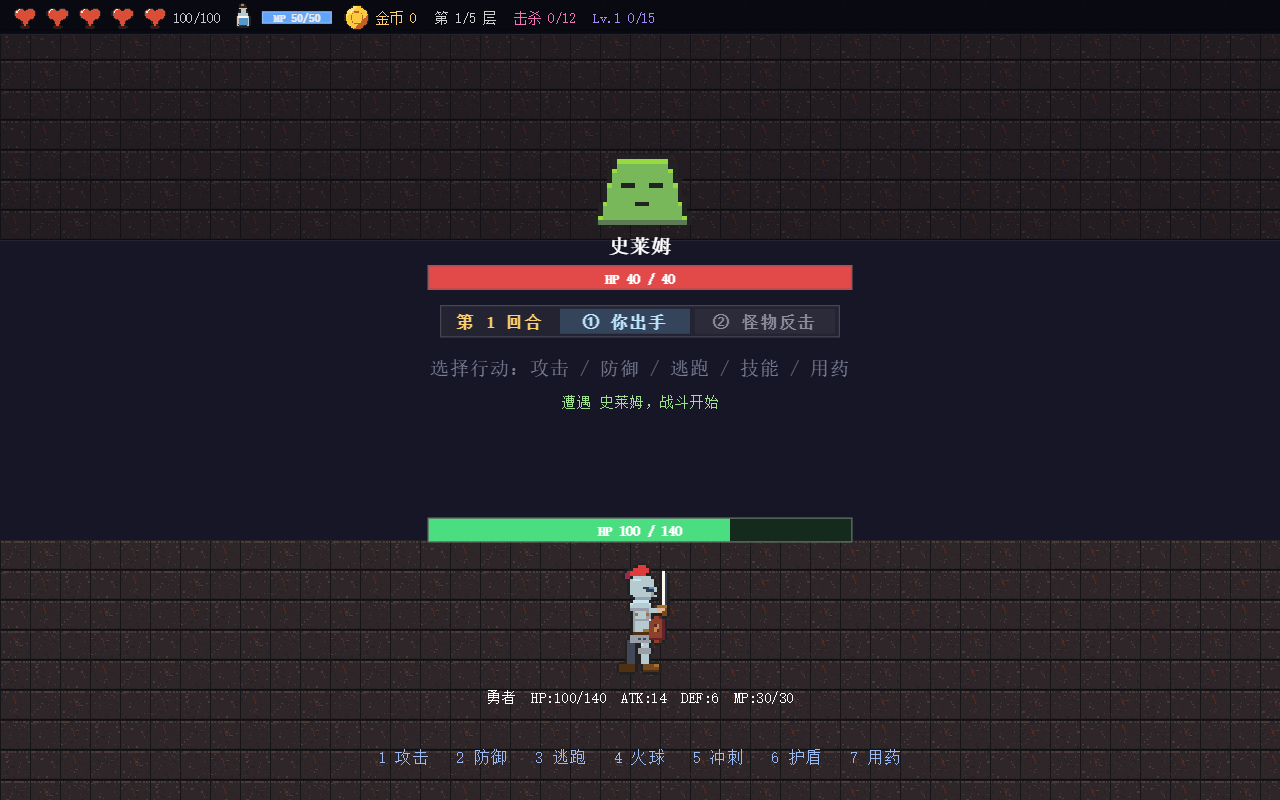 100/100 MP 50/50 金币 0 第 1/5 层 击杀 0/12 Lv.1 0/15
史莱姆
HP 40 / 40
第 1 回合 ① 你出手 ② 怪物反击
选择行动: 攻击 / 防御 / 逃跑 / 技能 / 用药
遭遇 史莱姆，战斗开始
HP 100 / 140
勇者 HP:100/140 ATK:14 DEF:6 MP:30/30
1 攻击 2 防御 3 逃跑 4 火球 5 冲刺 6 护盾 7 用药